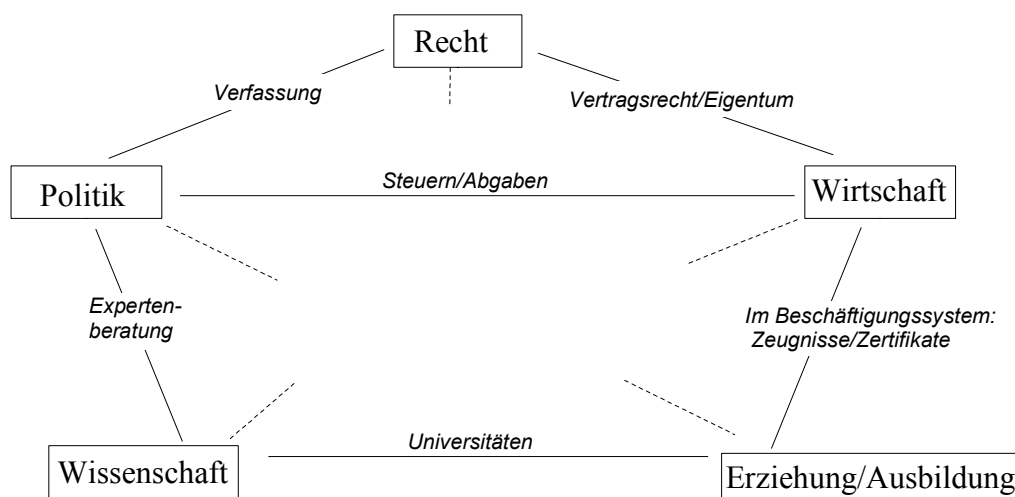 Recht
Verfassung
Vertragsrecht/Eigentum
Politik
Steuern/Abgaben
Wirtschaft
Experten-
beratung
Im Beschäftigungssystem:
Zeugnisse/Zertifikate
Universitäten
Wissenschaft
Erziehung/Ausbildung